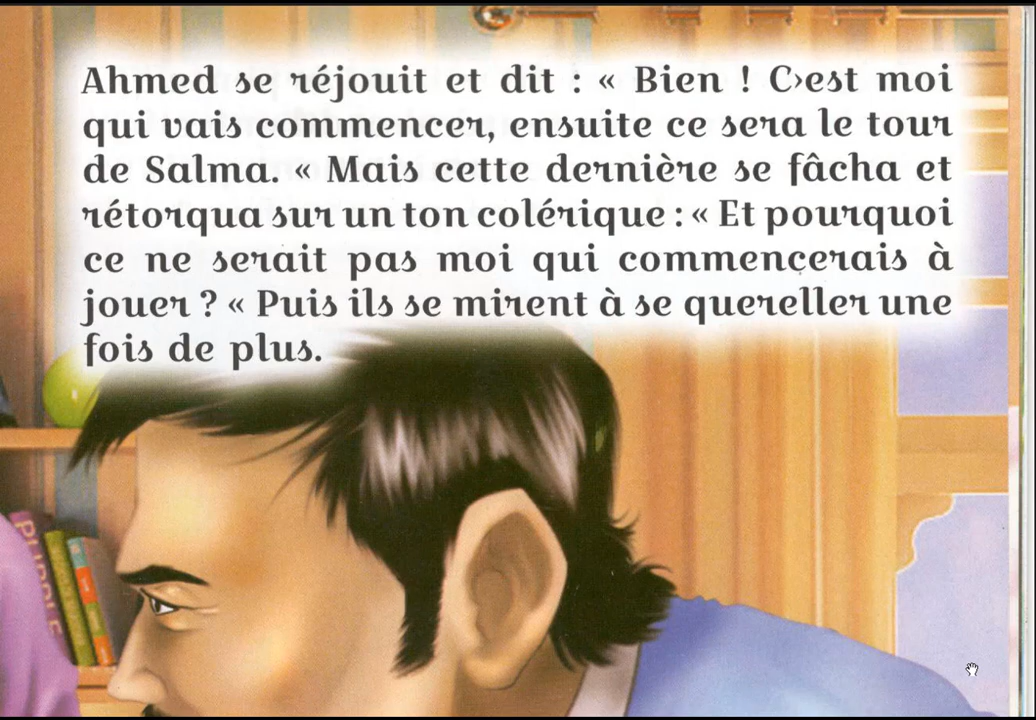 Ahmed se réjouit et dit : « Bien ! C›est moi
qui vais commencer, ensuite ce sera le tour
de Salma. « Mais cette dernière se fâcha et
rétorqua sur un ton colérique : « Et pourquoi
ce ne serait pas moi qui commençerais à
jouer ? « Puis ils se mirent à se quereller une
fois de plus.